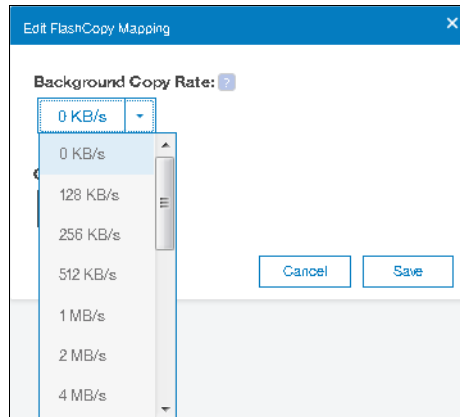 Edit FlashCopy Mapping
Background Copy Rate: ?
0 KB/s
0 KB/s
128 KB/s
256 KB/s
512 KB/s
Cancel Save
1 MB/s
2 MB/s
4 MB/s